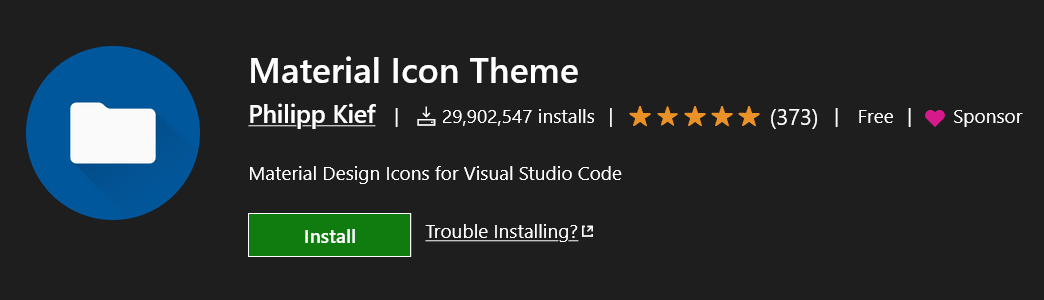 Material Icon Theme
Philipp Kief | 29,902,547 installs | (373) | Free | Sponsor
Material Design Icons for Visual Studio Code
Install Trouble Installing?